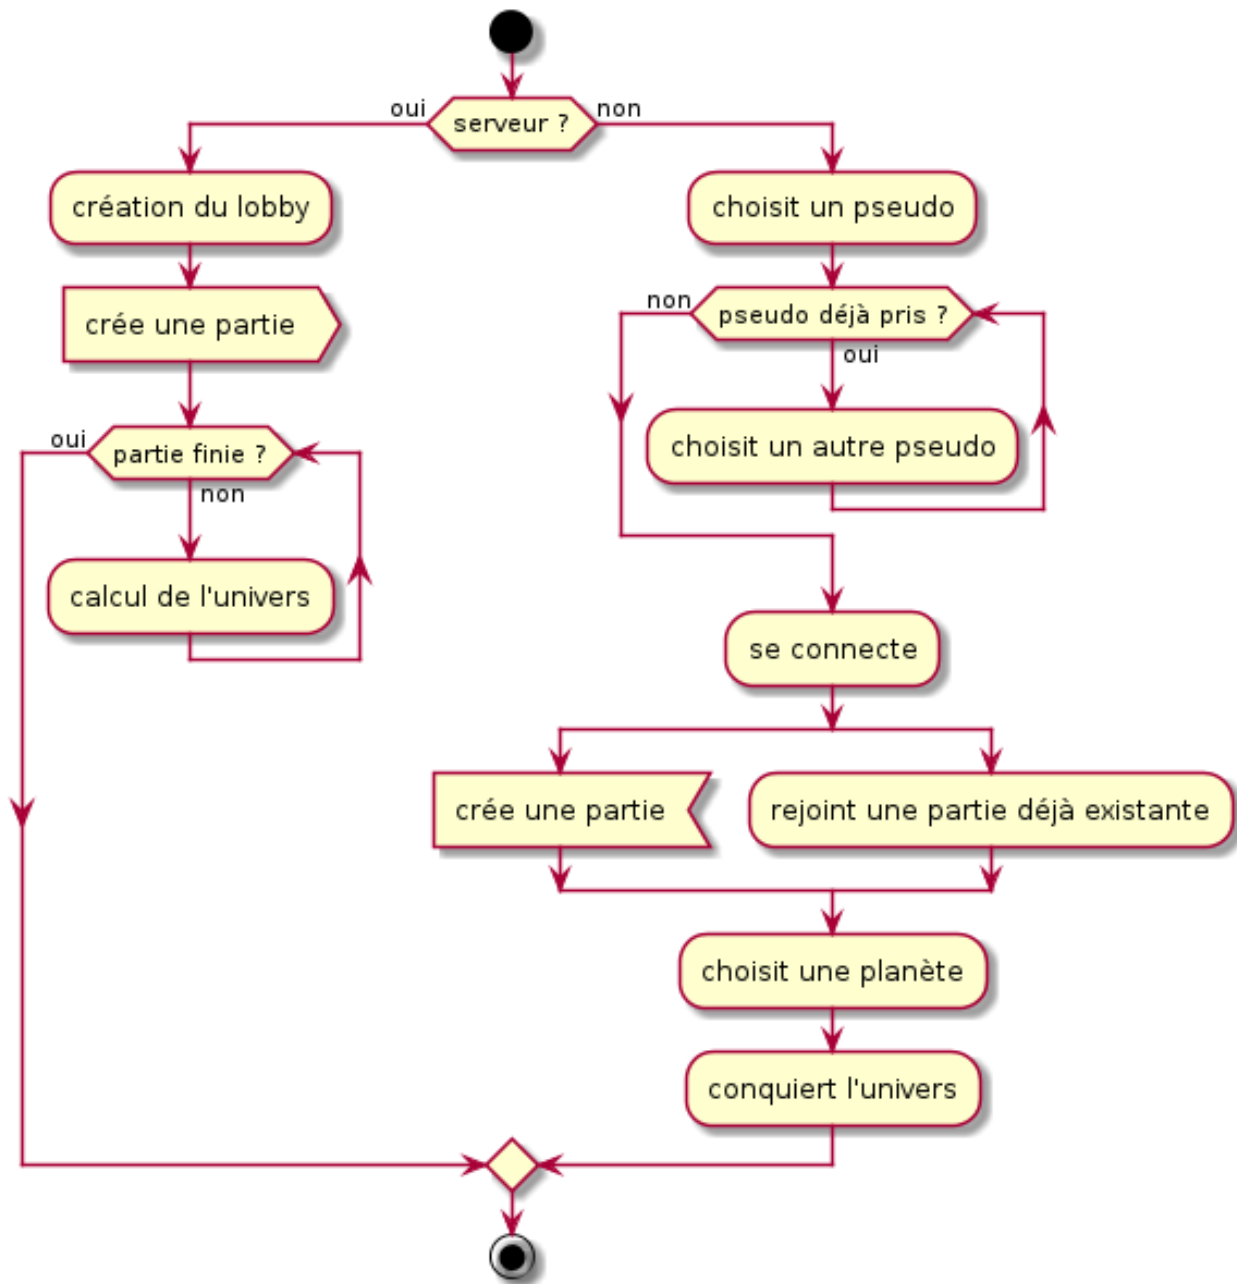 oui
serveur ?
non
création du lobby
choisit un pseudo
crée une partie
non
pseudo déjà pris ?
oui
choisit un autre pseudo
oui
partie finie ?
non
calcul de l'univers
se connecte
crée une partie
rejoint une partie déjà existante
choisit une planète
conquiert l'univers